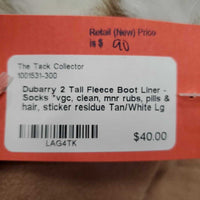 Retail (New) Price
is $ 90
The Tack Collector
1001531-300
Dubarry 2 Tall Fleece Boot Liner -
Socks *vgc, clean, mnr rubs, pills &
hair, sticker residue Tan/White Lg
LAG4TK
$40.00